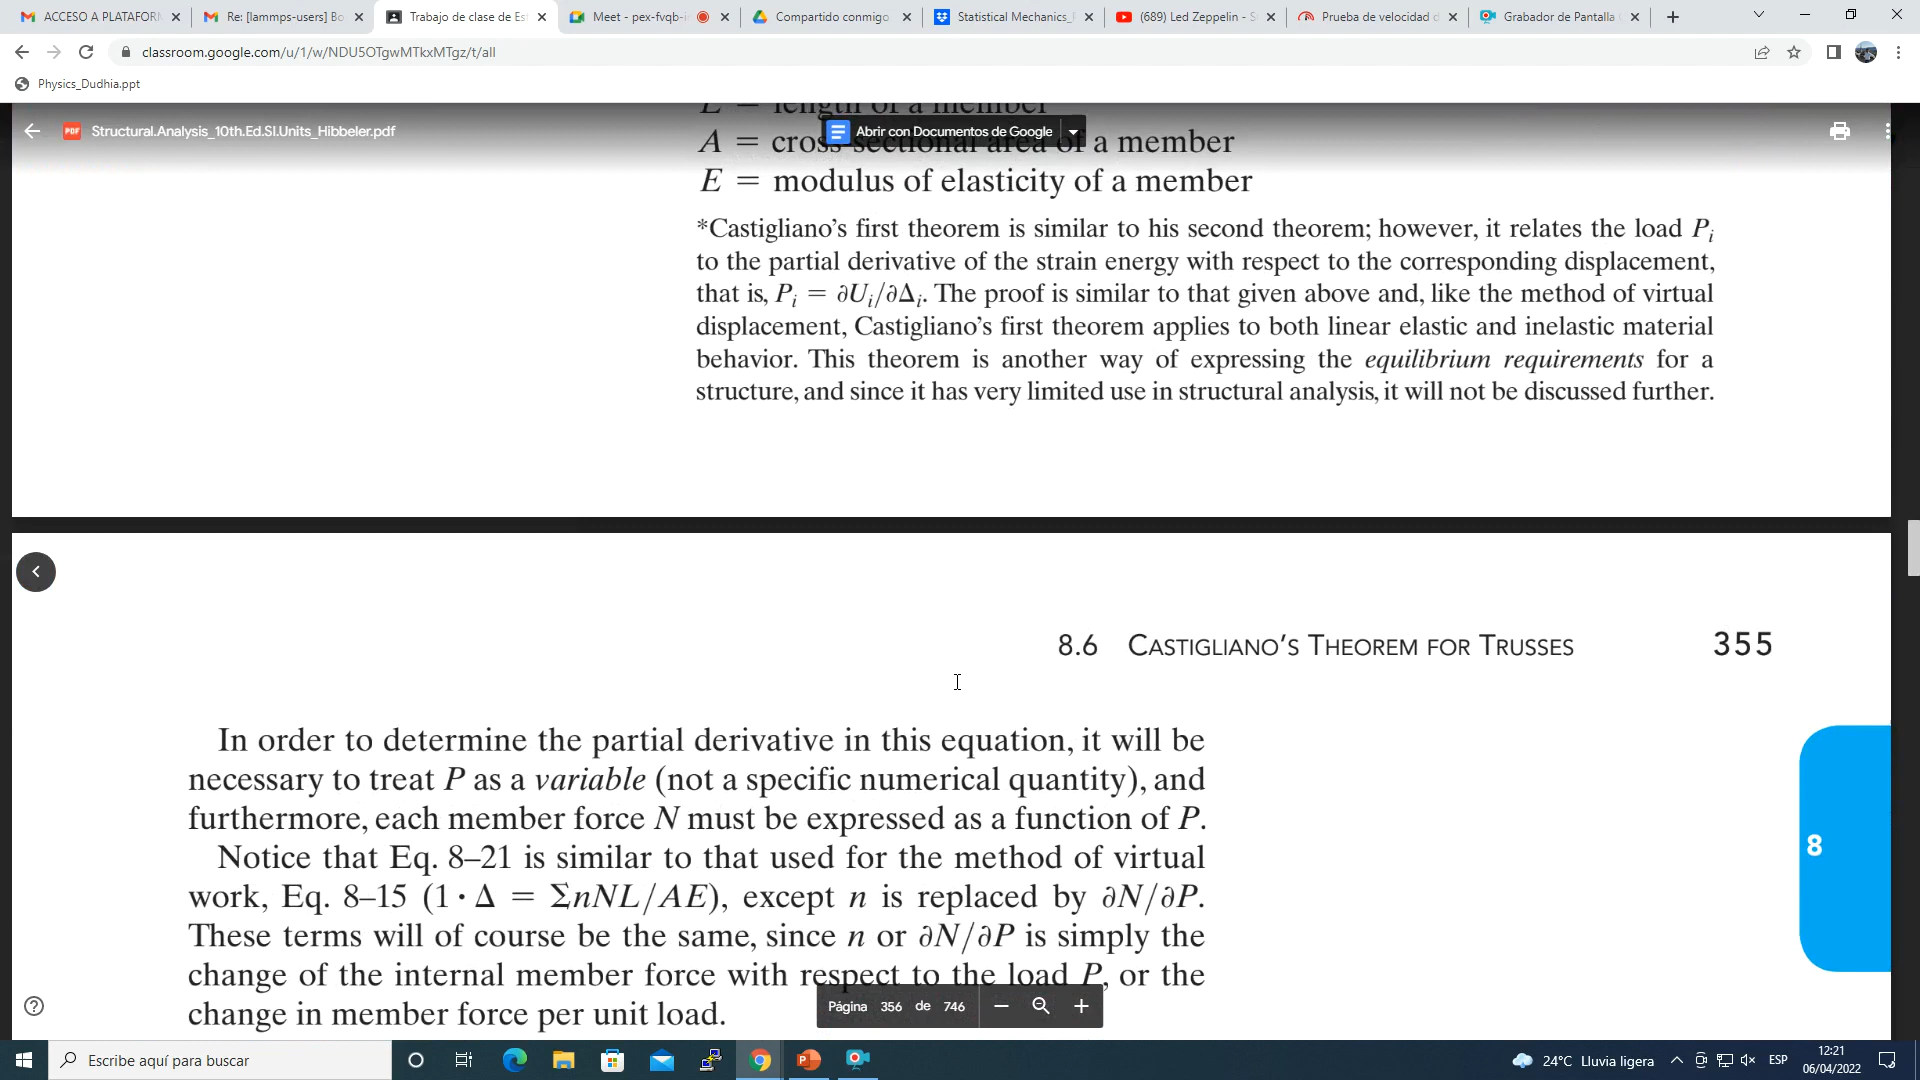 ACCESO A PLATAFOR
Re: [lammps-users] Bo
Trabajo de clase de Es
Meet - pex-fvqb-i
Compartido conmigo
Statistical Mechanics_
(689) Led Zeppelin - S
Prueba de velocidad d
Grabador de Pantalla
classroom.google.com/u/1/w/NDU5OTgwMTkxMTgz/t/all
Physics_Dudhia.ppt
L = length of a member
PDF Structural.Analysis_10th.Ed.SI.Units_Hibbeler.pdf
Abrir con Documentos de Google
A = cross-sectional area of a member
E = modulus of elasticity of a member
*Castigliano's first theorem is similar to his second theorem; however, it relates the load Pi
to the partial derivative of the strain energy with respect to the corresponding displacement,
that is, Pi = ∂Ui/∂Δi. The proof is similar to that given above and, like the method of virtual
displacement, Castigliano's first theorem applies to both linear elastic and inelastic material
behavior. This theorem is another way of expressing the equilibrium requirements for a
structure, and since it has very limited use in structural analysis, it will not be discussed further.
8.6 Castigliano's Theorem for Trusses 355
In order to determine the partial derivative in this equation, it will be
necessary to treat P as a variable (not a specific numerical quantity), and
furthermore, each member force N must be expressed as a function of P.
Notice that Eq. 8–21 is similar to that used for the method of virtual
work, Eq. 8–15 (1 · Δ = ΣnNL/AE), except n is replaced by ∂N/∂P.
These terms will of course be the same, since n or ∂N/∂P is simply the
change of the internal member force with respect to the load P, or the
change in member force per unit load.
8
Página 356 de 746
Escribe aquí para buscar
24°C Lluvia ligera
ESP
12:21
06/04/2022